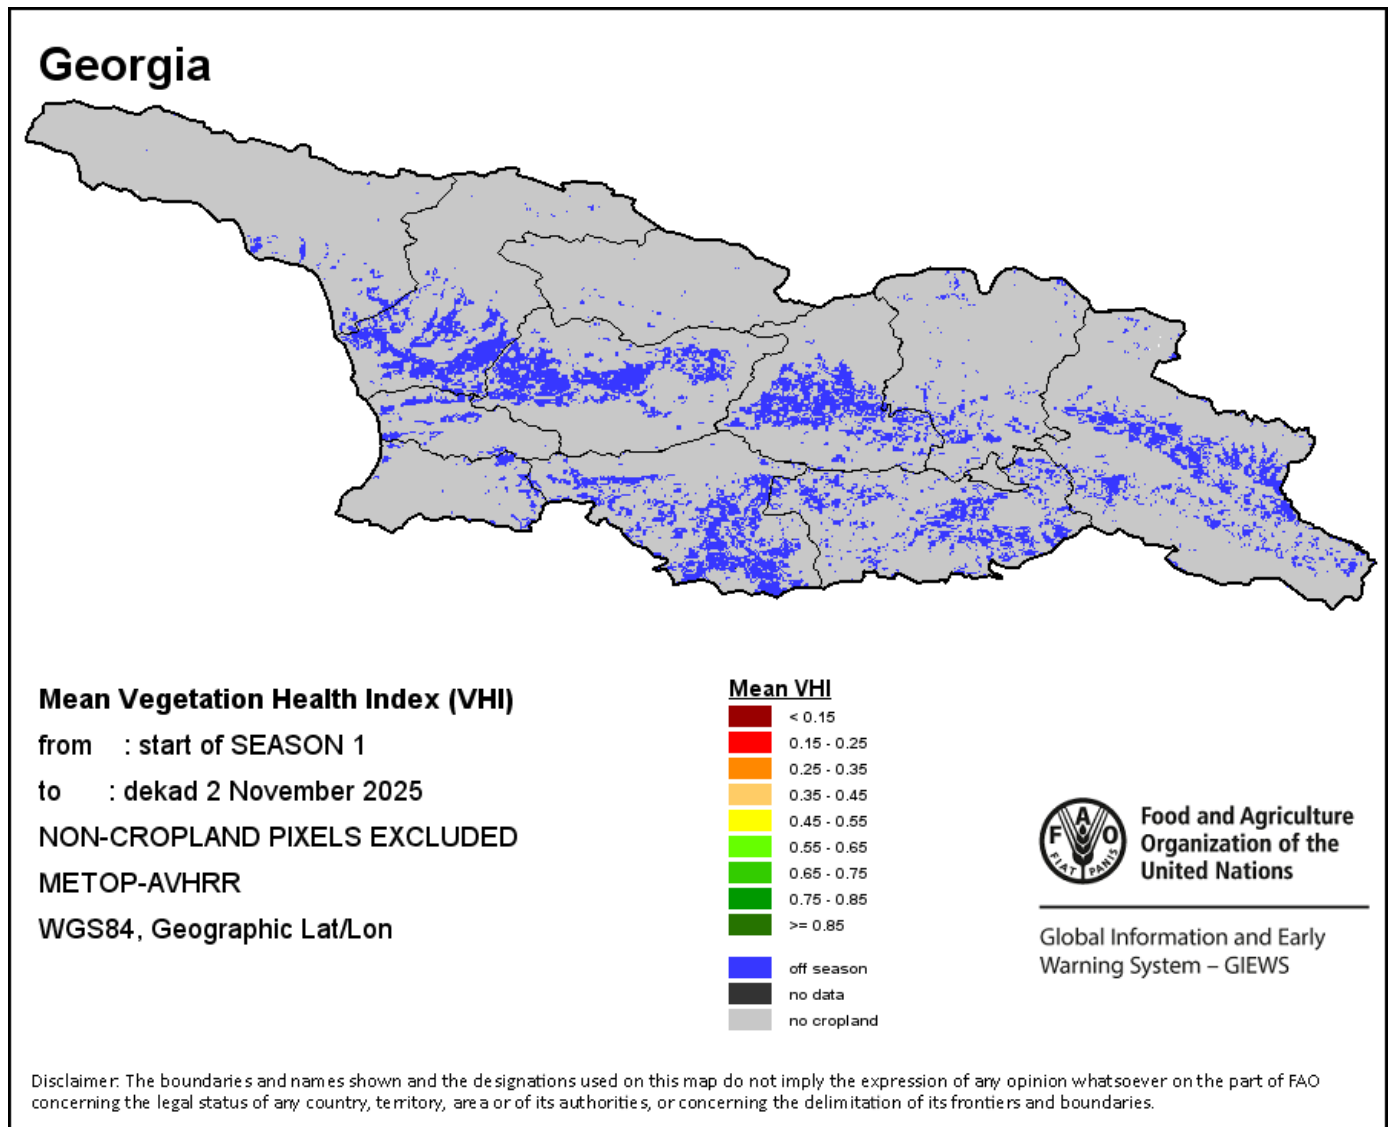 Georgia
Mean Vegetation Health Index (VHI)
from : start of SEASON 1
to : dekad 2 November 2025
NON-CROPLAND PIXELS EXCLUDED
METOP-AVHRR
WGS84, Geographic Lat/Lon
Mean VHI
< 0.15
0.15 - 0.25
0.25 - 0.35
0.35 - 0.45
0.45 - 0.55
0.55 - 0.65
0.65 - 0.75
0.75 - 0.85
>= 0.85
off season
no data
no cropland
F A O
FIAT PANIS
Food and Agriculture
Organization of the
United Nations
Global Information and Early
Warning System – GIEWS
Disclaimer: The boundaries and names shown and the designations used on this map do not imply the expression of any opinion whatsoever on the part of FAO
concerning the legal status of any country, territory, area or of its authorities, or concerning the delimitation of its frontiers and boundaries.